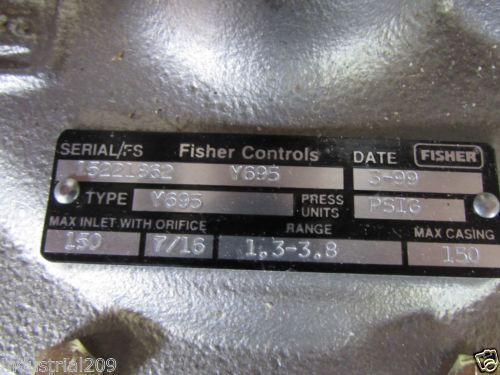 SERIAL/FS Fisher Controls DATE FISHER
15221862 Y695 3-99
TYPE Y695 PRESS UNITS PSIG
MAX INLET WITH ORIFICE RANGE MAX CASING
150 7/16 1.3-3.8 150
industrial209